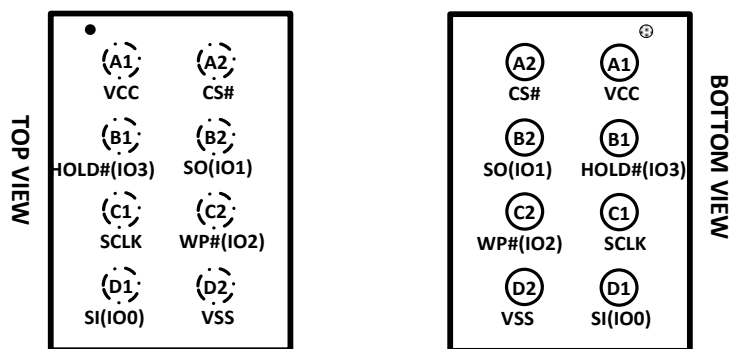 TOP VIEW
A1 A2
VCC CS#
B1 B2
HOLD#(IO3) SO(IO1)
C1 C2
SCLK WP#(IO2)
D1 D2
SI(IO0) VSS
BOTTOM VIEW
A2 A1
CS# VCC
B2 B1
SO(IO1) HOLD#(IO3)
C2 C1
WP#(IO2) SCLK
D2 D1
VSS SI(IO0)